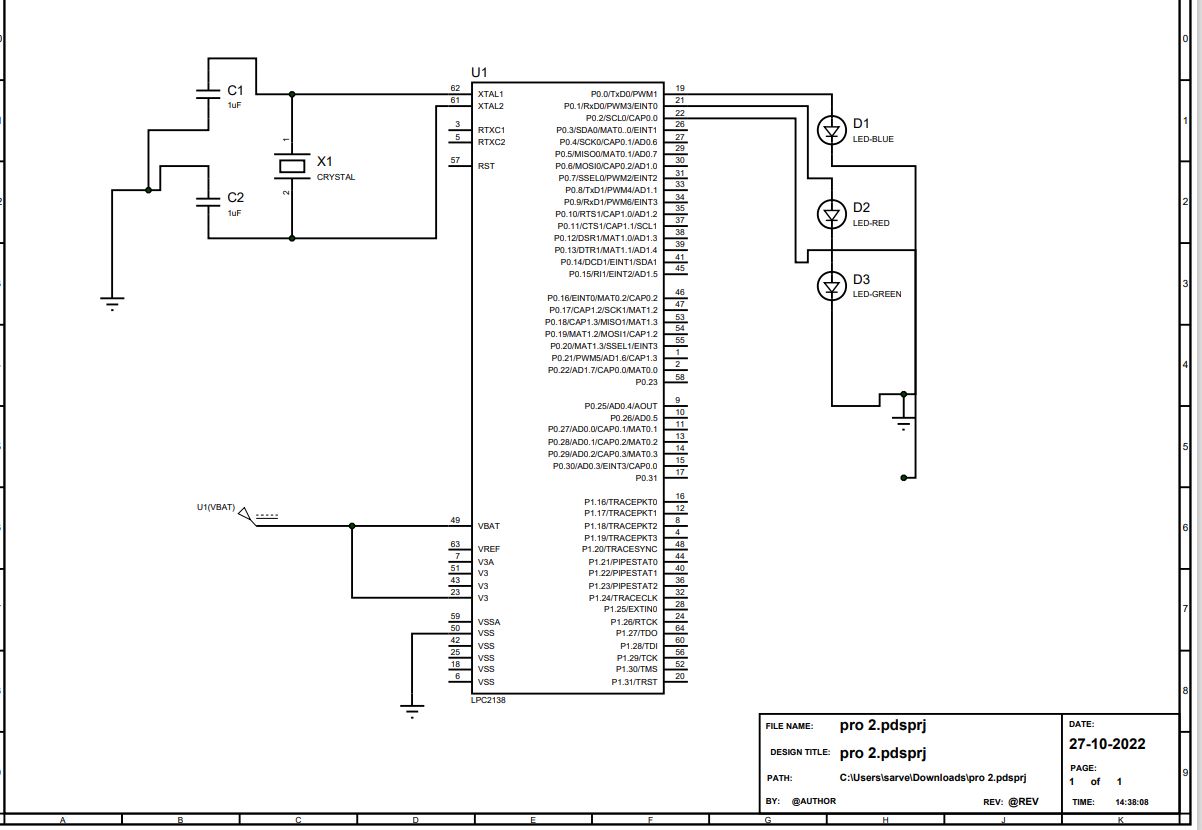 U1
C1
1uF
X1
CRYSTAL
1
2
C2
1uF
62 XTAL1
61 XTAL2
3 RTXC1
5 RTXC2
57 RST
U1(VBAT)
49 VBAT
63 VREF
7 V3A
51 V3
43 V3
23 V3
59 VSSA
50 VSS
42 VSS
25 VSS
18 VSS
6 VSS
P0.0/TxD0/PWM1 19
P0.1/RxD0/PWM3/EINT0 21
P0.2/SCL0/CAP0.0 22
P0.3/SDA0/MAT0..0/EINT1 26
P0.4/SCK0/CAP0.1/AD0.6 27
P0.5/MISO0/MAT0.1/AD0.7 29
P0.6/MOSI0/CAP0.2/AD1.0 30
P0.7/SSEL0/PWM2/EINT2 31
P0.8/TxD1/PWM4/AD1.1 33
P0.9/RxD1/PWM6/EINT3 34
P0.10/RTS1/CAP1.0/AD1.2 35
P0.11/CTS1/CAP1.1/SCL1 37
P0.12/DSR1/MAT1.0/AD1.3 38
P0.13/DTR1/MAT1.1/AD1.4 39
P0.14/DCD1/EINT1/SDA1 41
P0.15/RI1/EINT2/AD1.5 45
P0.16/EINT0/MAT0.2/CAP0.2 46
P0.17/CAP1.2/SCK1/MAT1.2 47
P0.18/CAP1.3/MISO1/MAT1.3 53
P0.19/MAT1.2/MOSI1/CAP1.2 54
P0.20/MAT1.3/SSEL1/EINT3 55
P0.21/PWM5/AD1.6/CAP1.3 1
P0.22/AD1.7/CAP0.0/MAT0.0 2
P0.23 58
P0.25/AD0.4/AOUT 9
P0.26/AD0.5 10
P0.27/AD0.0/CAP0.1/MAT0.1 11
P0.28/AD0.1/CAP0.2/MAT0.2 13
P0.29/AD0.2/CAP0.3/MAT0.3 14
P0.30/AD0.3/EINT3/CAP0.0 15
P0.31 17
P1.16/TRACEPKT0 16
P1.17/TRACEPKT1 12
P1.18/TRACEPKT2 8
P1.19/TRACEPKT3 4
P1.20/TRACESYNC 48
P1.21/PIPESTAT0 44
P1.22/PIPESTAT1 40
P1.23/PIPESTAT2 36
P1.24/TRACECLK 32
P1.25/EXTIN0 28
P1.26/RTCK 24
P1.27/TDO 64
P1.28/TDI 60
P1.29/TCK 56
P1.30/TMS 52
P1.31/TRST 20
LPC2138
D1
LED-BLUE
D2
LED-RED
D3
LED-GREEN
0
1
2
3
4
5
6
7
8
9
FILE NAME: pro 2.pdsprj
DESIGN TITLE: pro 2.pdsprj
PATH: C:\Users\sarve\Downloads\pro 2.pdsprj
BY: @AUTHOR REV: @REV
DATE:
27-10-2022
PAGE:
1 of 1
TIME: 14:38:08
A B C D E F G H J K